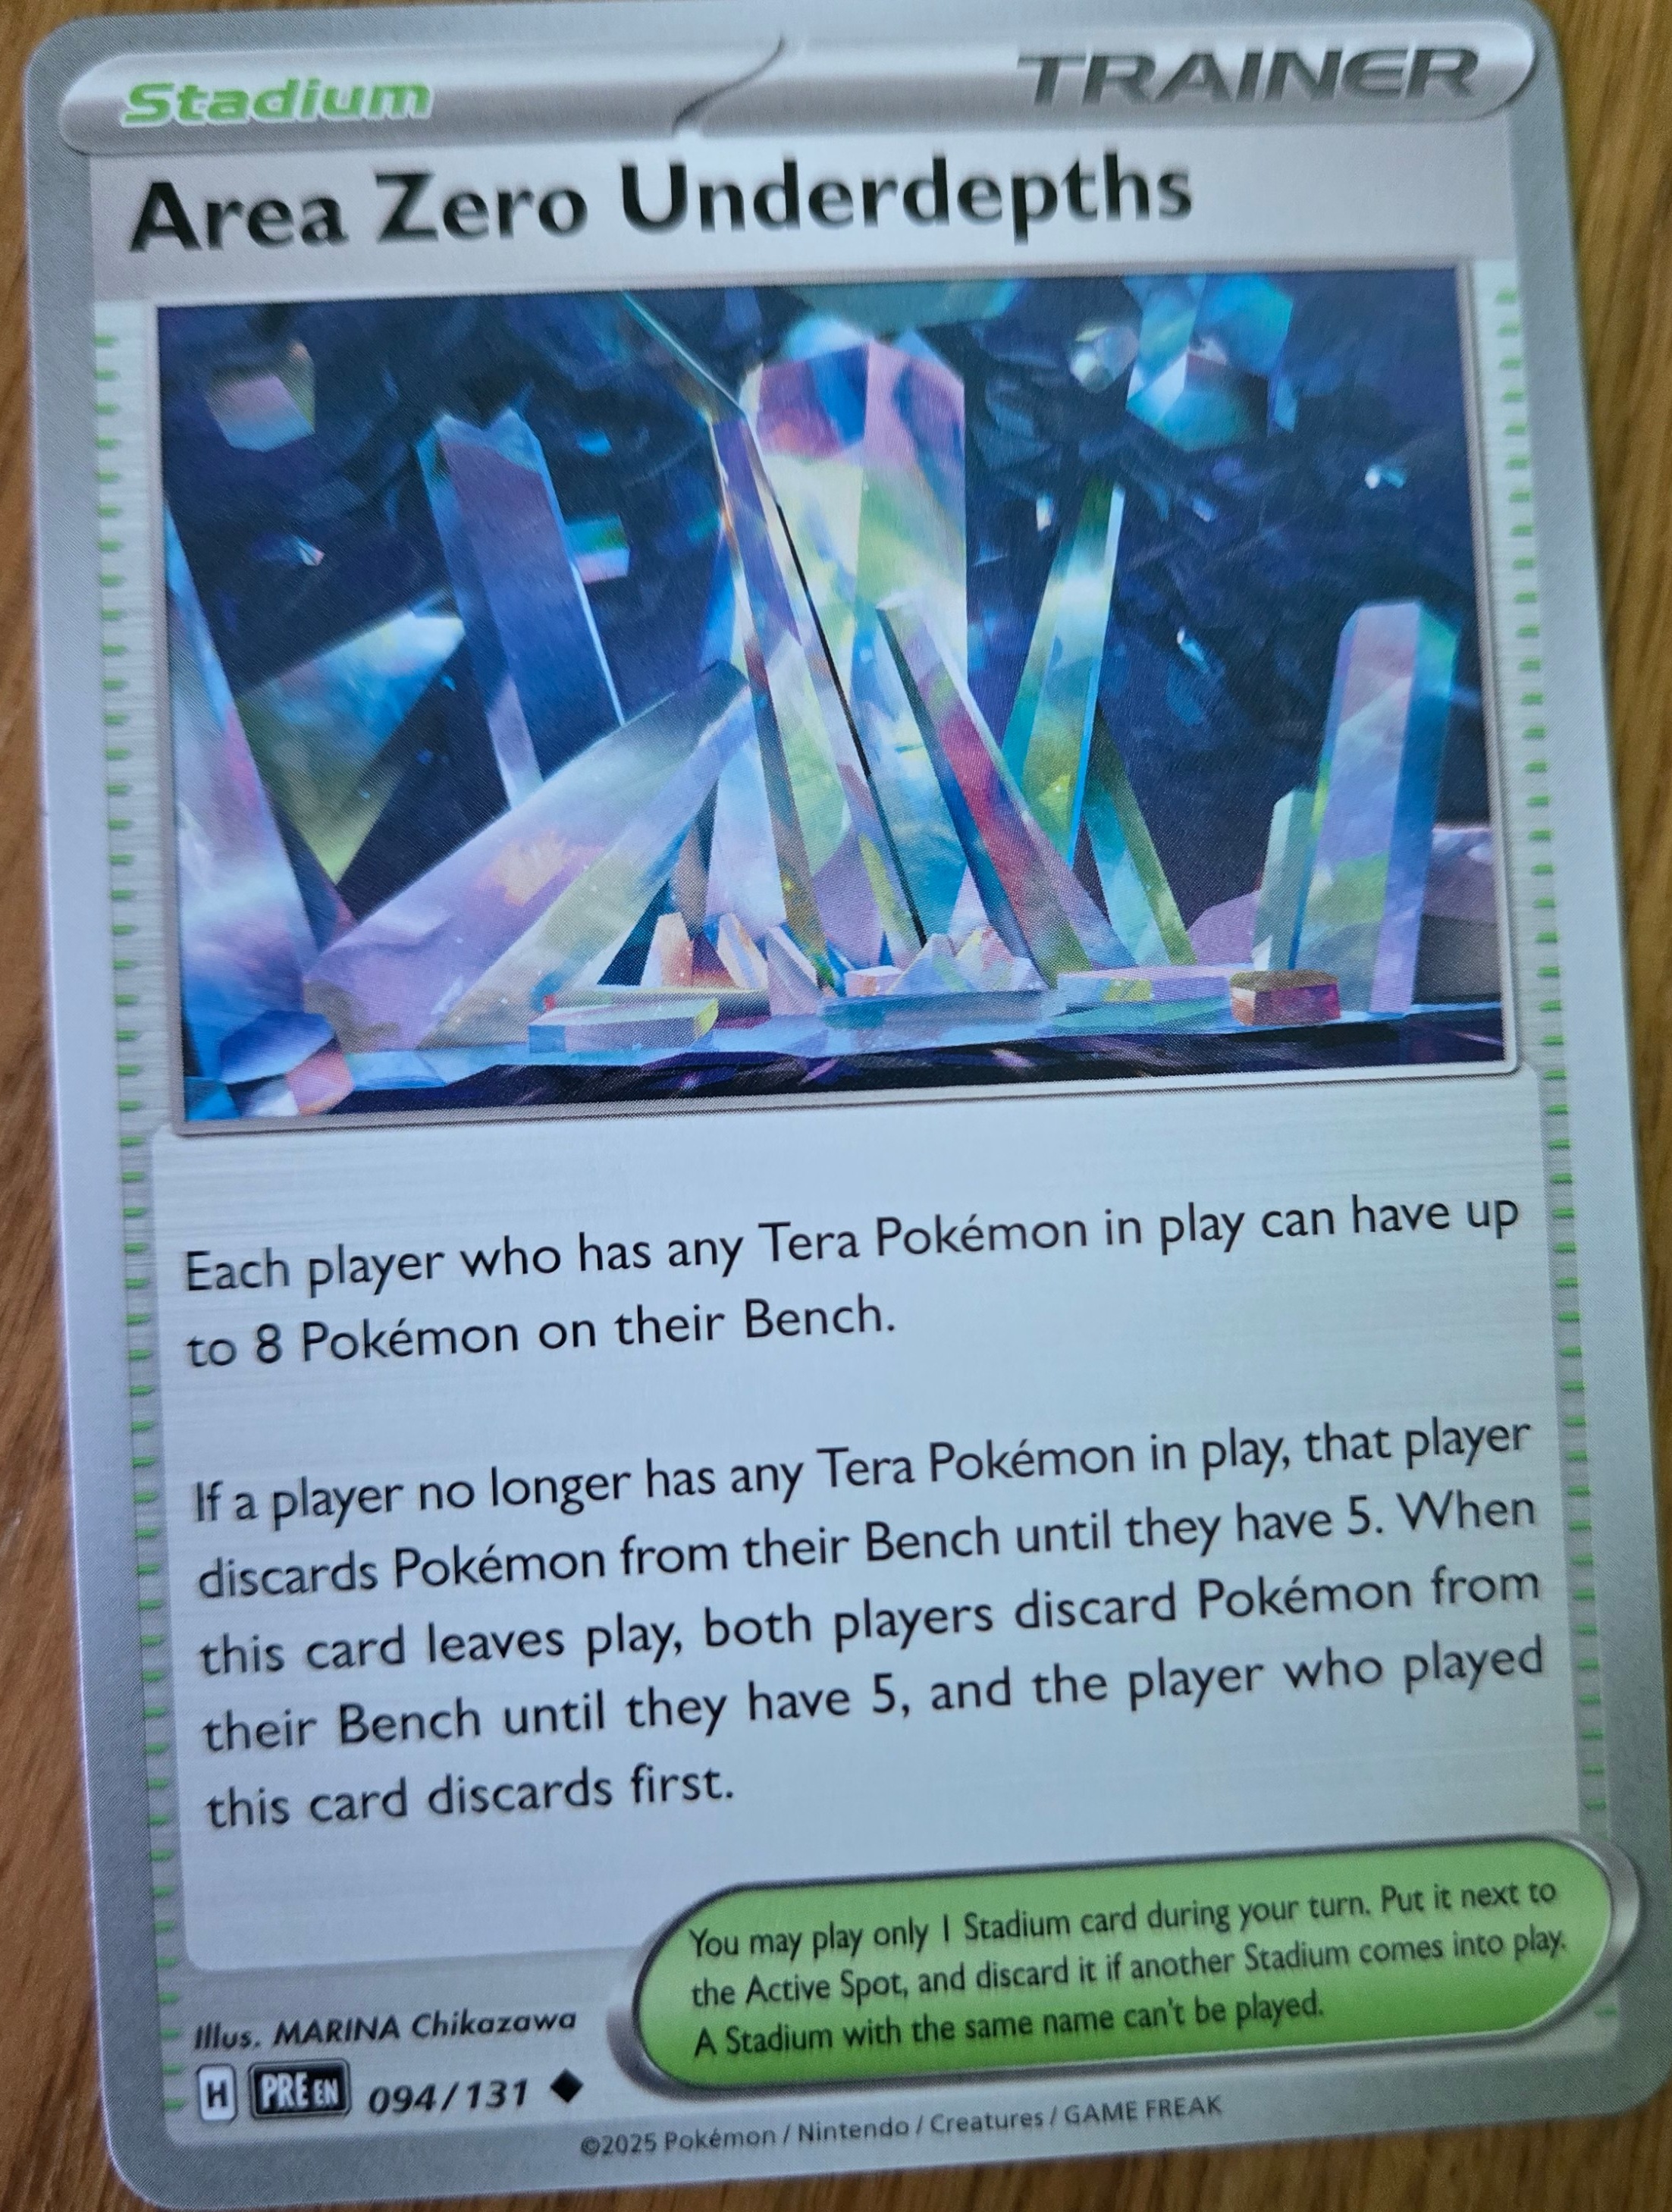 Stadium
TRAINER
Area Zero Underdepths
Each player who has any Tera Pokémon in play can have up
to 8 Pokémon on their Bench.
If a player no longer has any Tera Pokémon in play, that player
discards Pokémon from their Bench until they have 5. When
this card leaves play, both players discard Pokémon from
their Bench until they have 5, and the player who played
this card discards first.
You may play only 1 Stadium card during your turn. Put it next to
the Active Spot, and discard it if another Stadium comes into play.
A Stadium with the same name can't be played.
Illus. MARINA Chikazawa
H PRE EN 094/131
©2025 Pokémon / Nintendo / Creatures / GAME FREAK